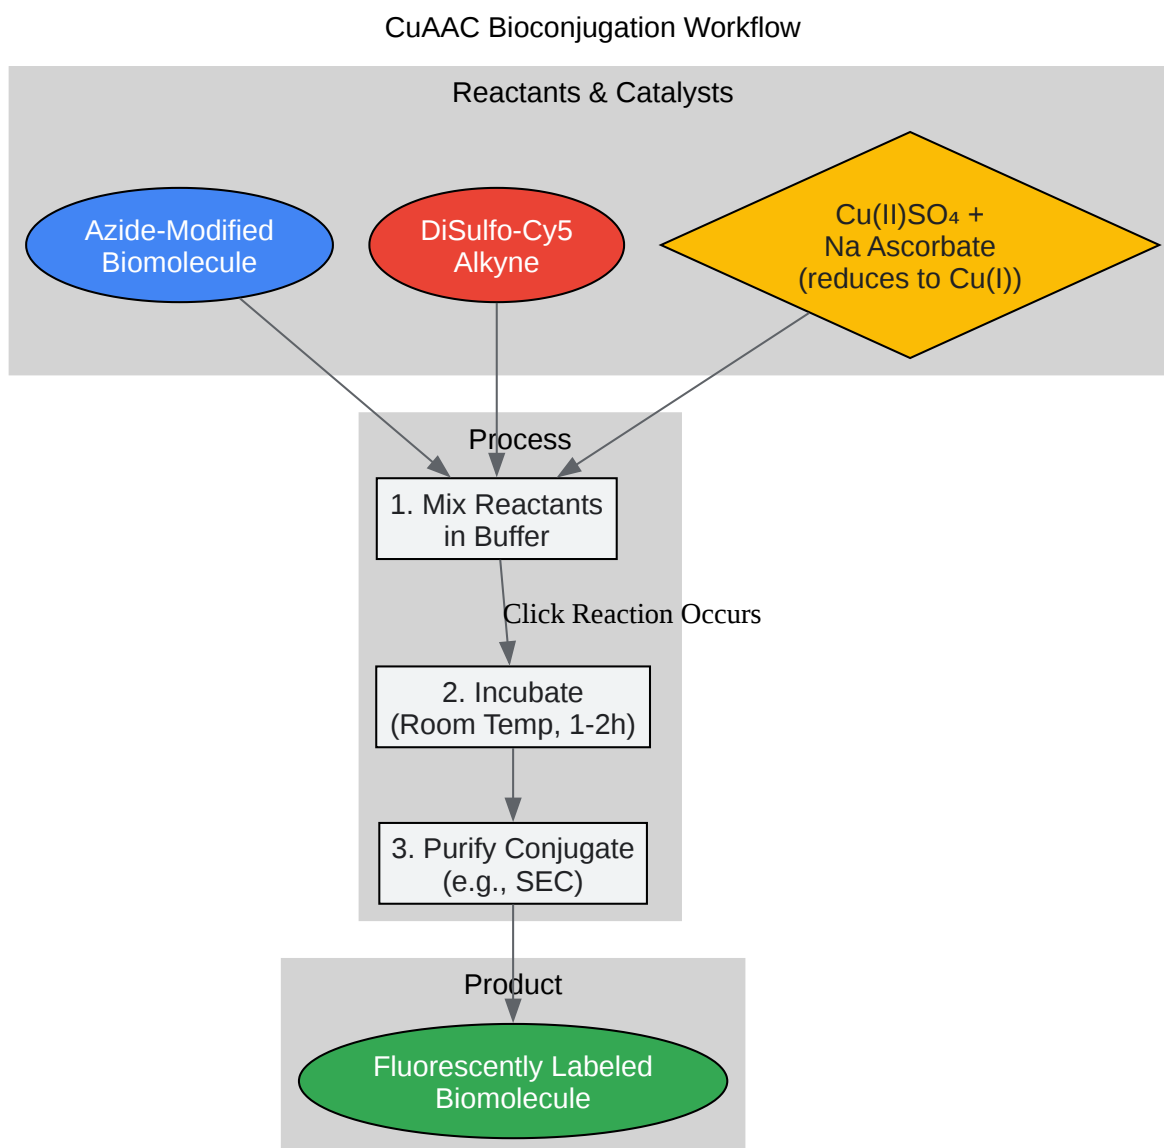 CuAAC Bioconjugation Workflow
Reactants & Catalysts
Azide-Modified
Biomolecule
DiSulfo-Cy5
Alkyne
Cu(II)SO₄ +
Na Ascorbate
(reduces to Cu(I))
Process
1. Mix Reactants
in Buffer
Click Reaction Occurs
2. Incubate
(Room Temp, 1-2h)
3. Purify Conjugate
(e.g., SEC)
Product
Fluorescently Labeled
Biomolecule